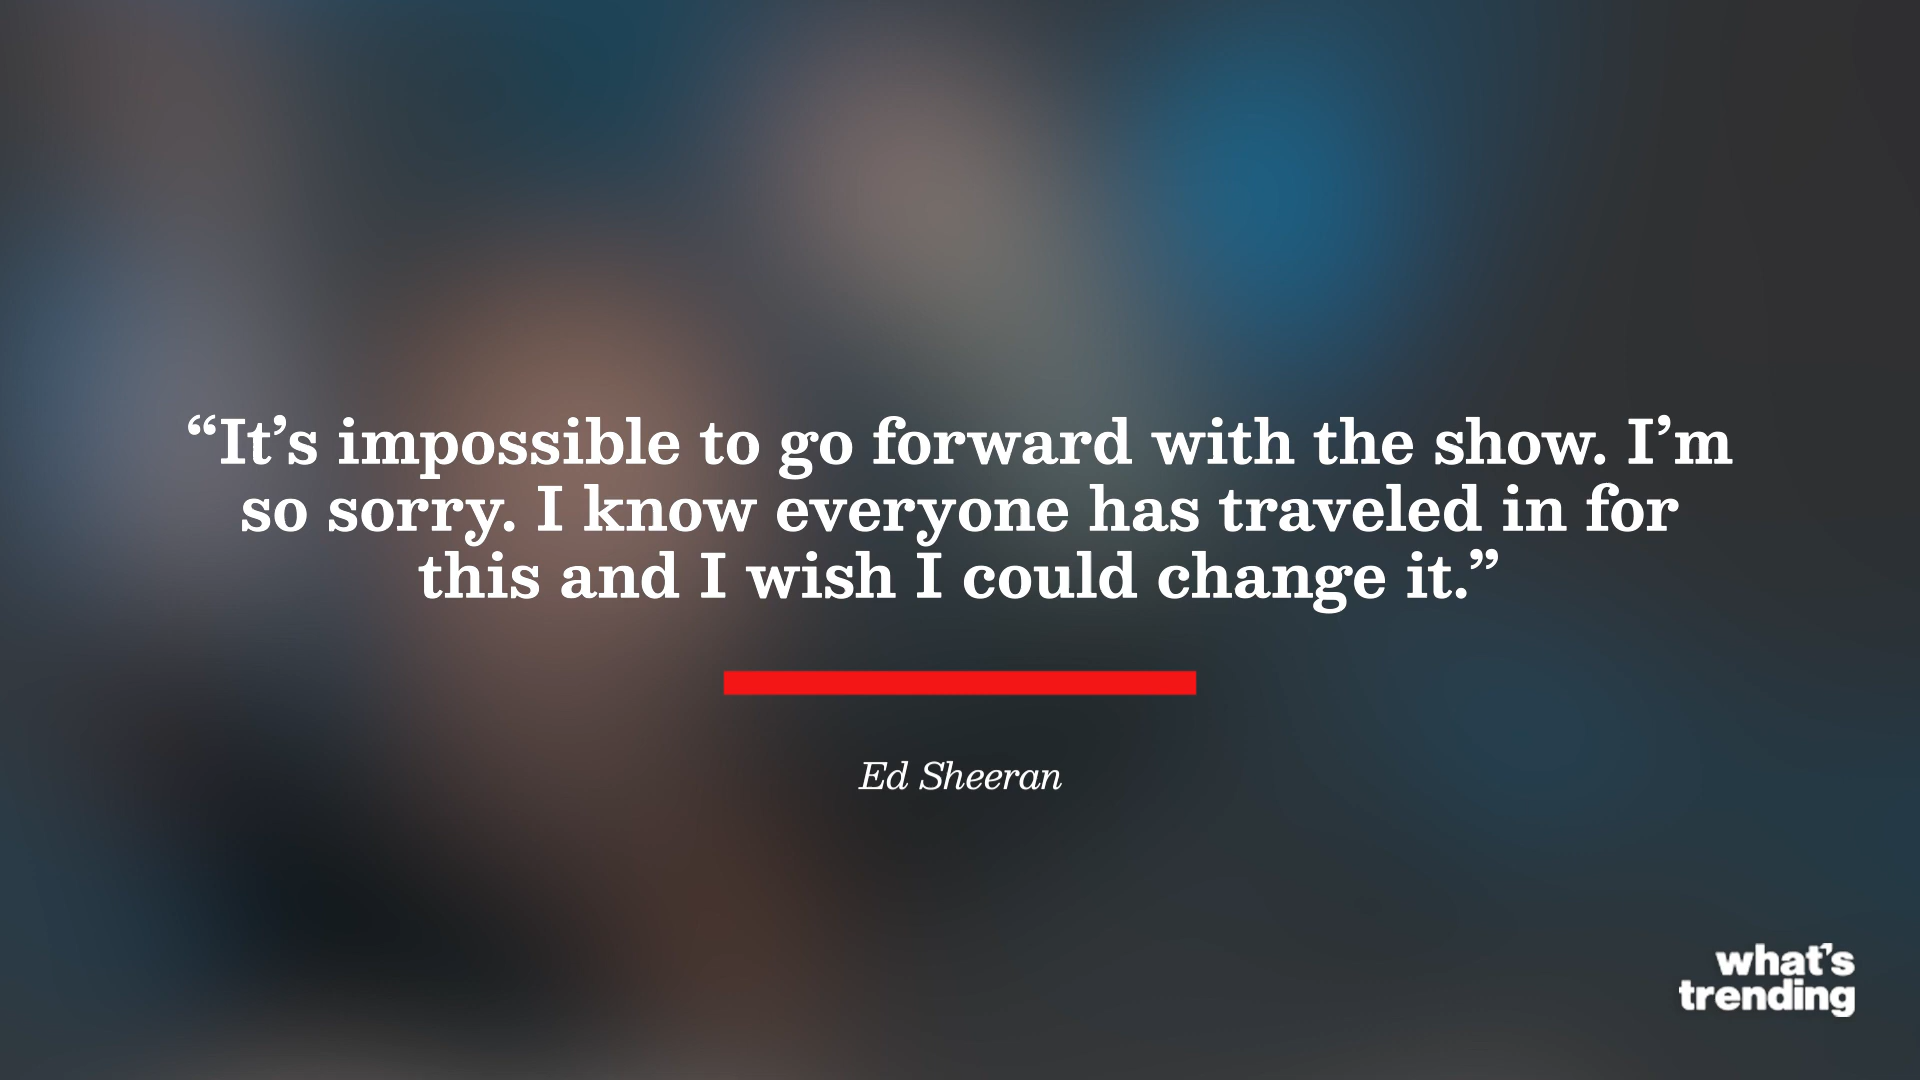 “It’s impossible to go forward with the show. I’m
so sorry. I know everyone has traveled in for
this and I wish I could change it.”
Ed Sheeran
what’s
trending